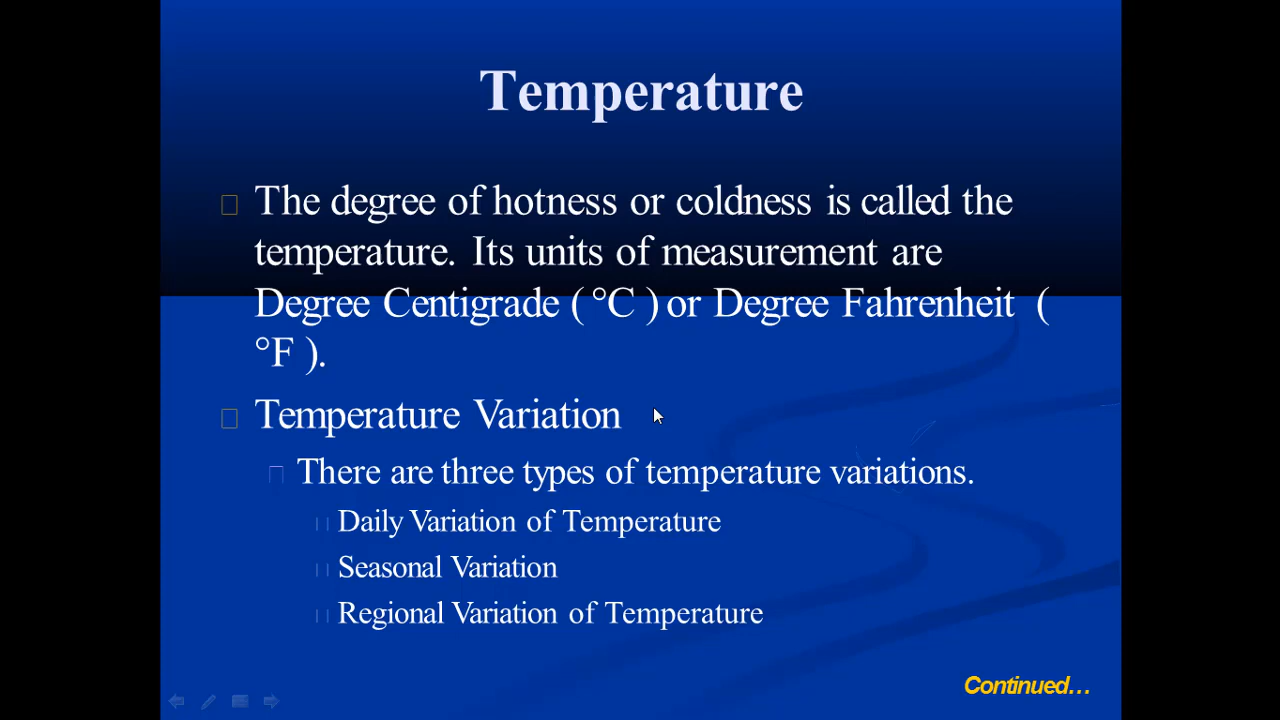 Temperature
The degree of hotness or coldness is called the
temperature. Its units of measurement are
Degree Centigrade ( °C ) or Degree Fahrenheit (
°F ).
Temperature Variation
There are three types of temperature variations.
Daily Variation of Temperature
Seasonal Variation
Regional Variation of Temperature
Continued…